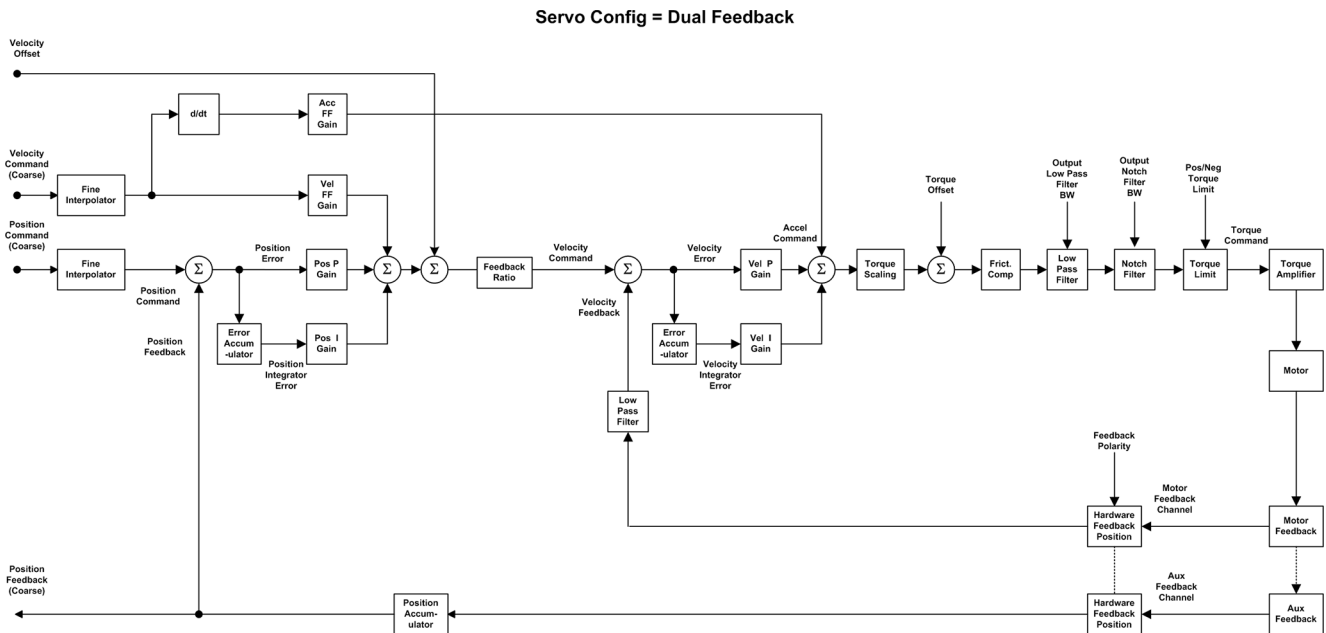 Servo Config = Dual Feedback
Velocity
Offset
d/dt
Acc
FF
Gain
Velocity
Command
(Coarse)
Fine
Interpolator
Vel
FF
Gain
Torque
Offset
Output
Low Pass
Filter
BW
Output
Notch
Filter
BW
Pos/Neg
Torque
Limit
Position
Command
(Coarse)
Fine
Interpolator
Position
Command
Σ
Position
Error
Pos P
Gain
Σ
Σ
Feedback
Ratio
Velocity
Command
Σ
Velocity
Error
Vel P
Gain
Accel
Command
Σ
Torque
Scaling
Σ
Frict.
Comp
Low
Pass
Filter
Notch
Filter
Torque
Limit
Torque
Command
Torque
Amplifier
Position
Feedback
Error
Accum
-ulator
Position
Integrator
Error
Pos I
Gain
Velocity
Feedback
Error
Accum
-ulator
Velocity
Integrator
Error
Vel I
Gain
Motor
Low
Pass
Filter
Feedback
Polarity
Hardware
Feedback
Position
Motor
Feedback
Channel
Motor
Feedback
Position
Feedback
(Coarse)
Position
Accum-
ulator
Hardware
Feedback
Position
Aux
Feedback
Channel
Aux
Feedback